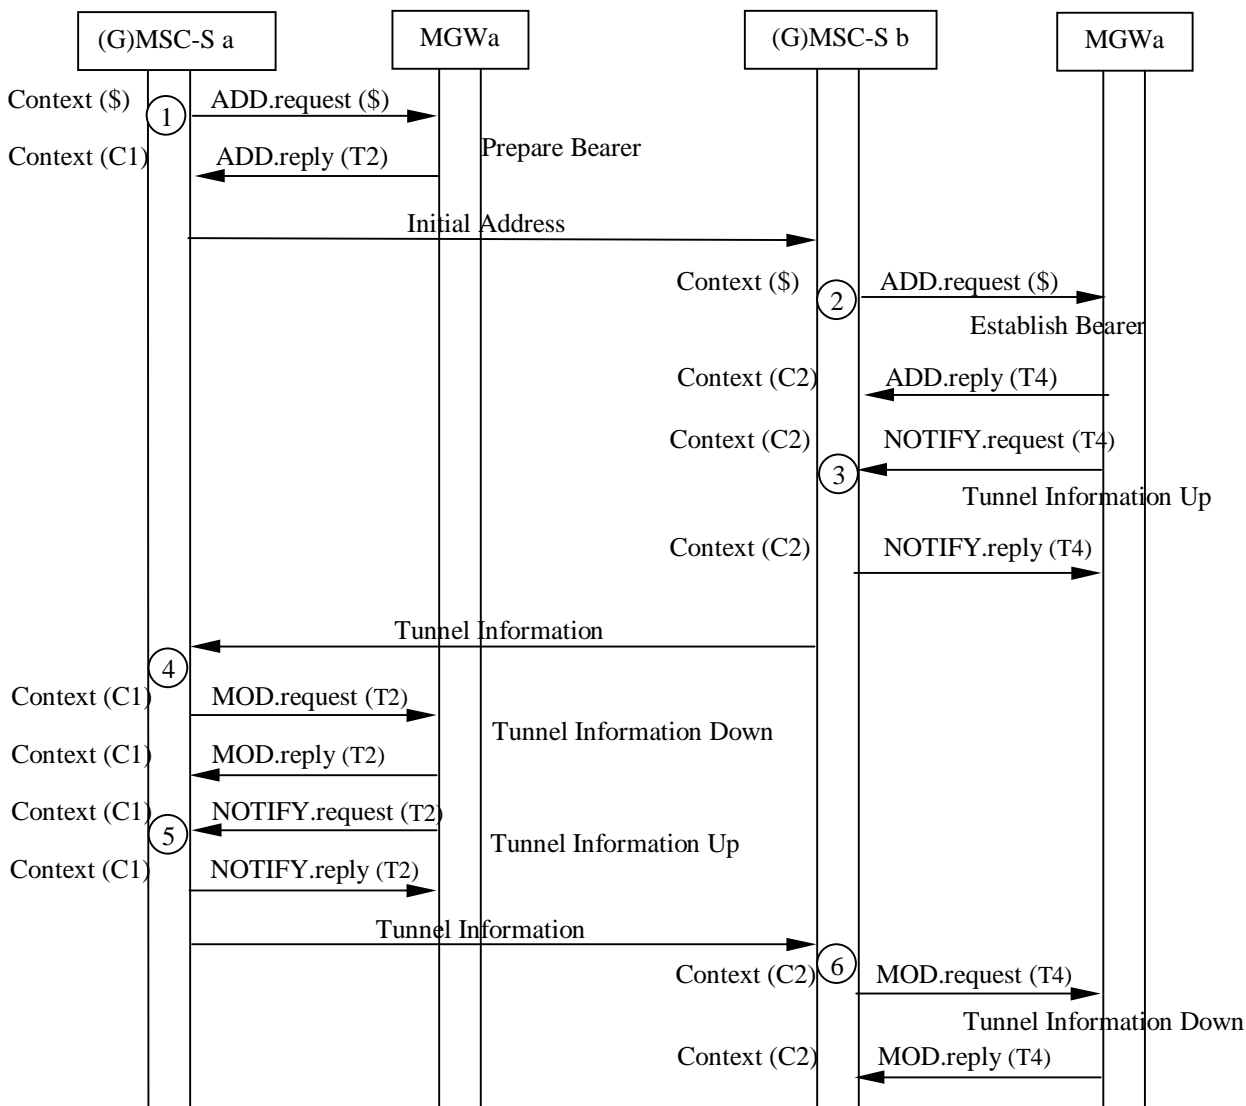 (G)MSC-S a
MGWa
(G)MSC-S b
MGWa
Context ($)
1
ADD.request ($)
Prepare Bearer
Context (C1)
ADD.reply (T2)
Initial Address
Context ($)
2
ADD.request ($)
Establish Bearer
Context (C2)
ADD.reply (T4)
Context (C2)
NOTIFY.request (T4)
3
Tunnel Information Up
Context (C2)
NOTIFY.reply (T4)
Tunnel Information
4
Context (C1)
MOD.request (T2)
Tunnel Information Down
Context (C1)
MOD.reply (T2)
Context (C1)
NOTIFY.request (T2)
5
Tunnel Information Up
Context (C1)
NOTIFY.reply (T2)
Tunnel Information
6
Context (C2)
MOD.request (T4)
Tunnel Information Down
Context (C2)
MOD.reply (T4)